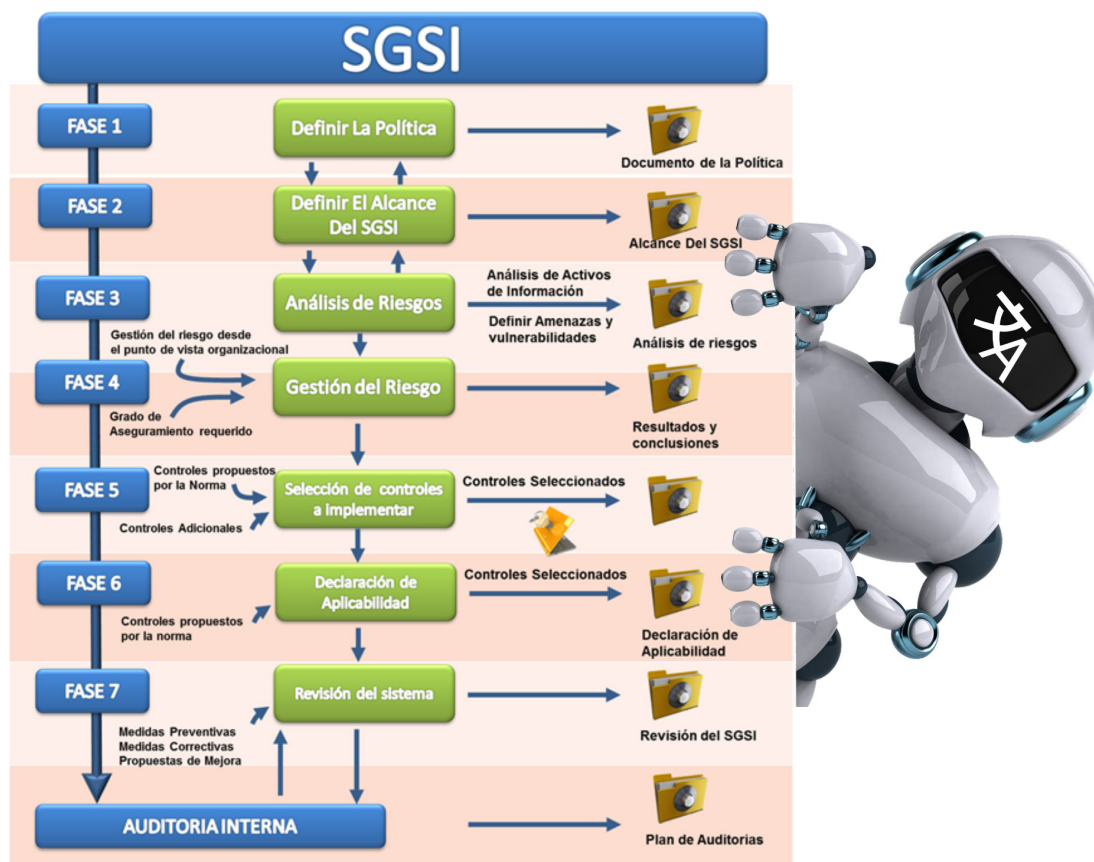 SGSI
FASE 1
Definir La Política
Documento de la Política
FASE 2
Definir El Alcance
Del SGSI
Alcance Del SGSI
FASE 3
Análisis de Riesgos
Análisis de Activos
de Información
Definir Amenazas y
vulnerabilidades
Análisis de riesgos
Gestión del riesgo desde
el punto de vista organizacional
FASE 4
Gestión del Riesgo
Grado de
Aseguramiento requerido
Resultados y
conclusiones
FASE 5
Controles propuestos
por la Norma
Controles Adicionales
Selección de controles
a implementar
Controles Seleccionados
FASE 6
Declaración de
Aplicabilidad
Controles Seleccionados
Controles propuestos
por la norma
Declaración de
Aplicabilidad
FASE 7
Revisión del sistema
Medidas Preventivas
Medidas Correctivas
Propuestas de Mejora
Revisión del SGSI
AUDITORIA INTERNA
Plan de Auditorias